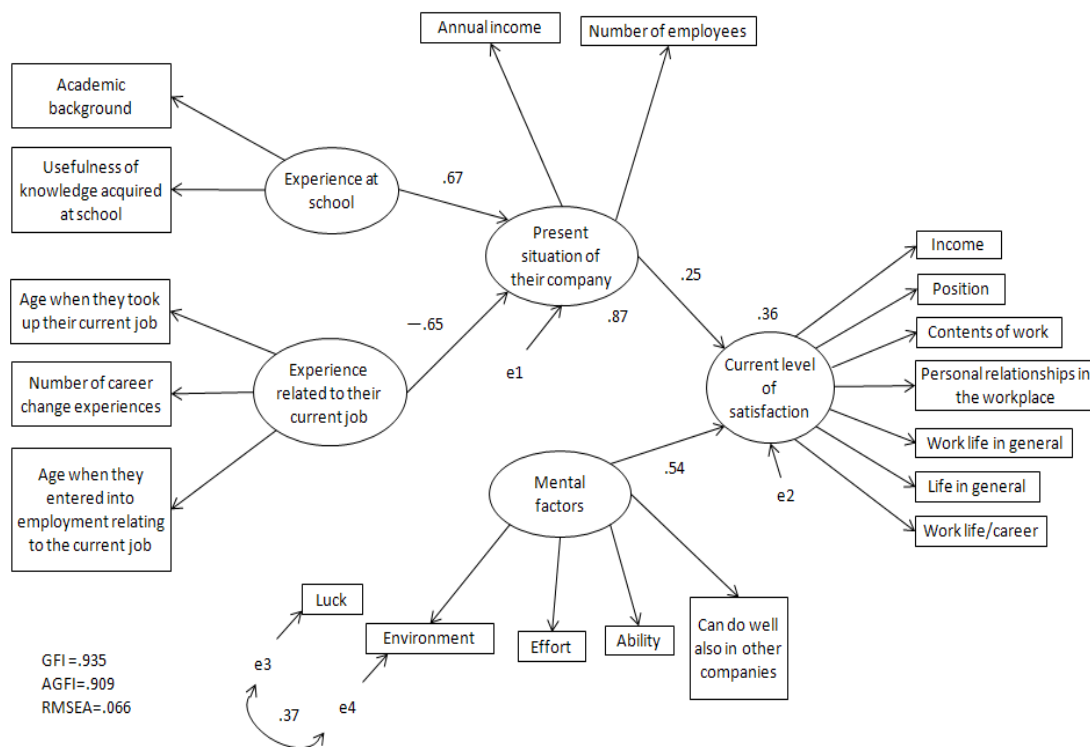 Annual income
Number of employees
Academic
background
Usefulness of
knowledge acquired
at school
Experience at
school
.67
Present
situation of
their company
.25
.87
e1
Age when they took
up their current job
Number of career
change experiences
Age when they
entered into
employment relating
to the current job
Experience
related to their
current job
—.65
.36
Current level
of
satisfaction
e2
Income
Position
Contents of work
Personal relationships in
the workplace
Work life in general
Life in general
Work life/career
.54
Mental
factors
Luck
Environment
Effort
Ability
Can do well
also in other
companies
e3
e4
.37
GFI =.935
AGFI=.909
RMSEA=.066